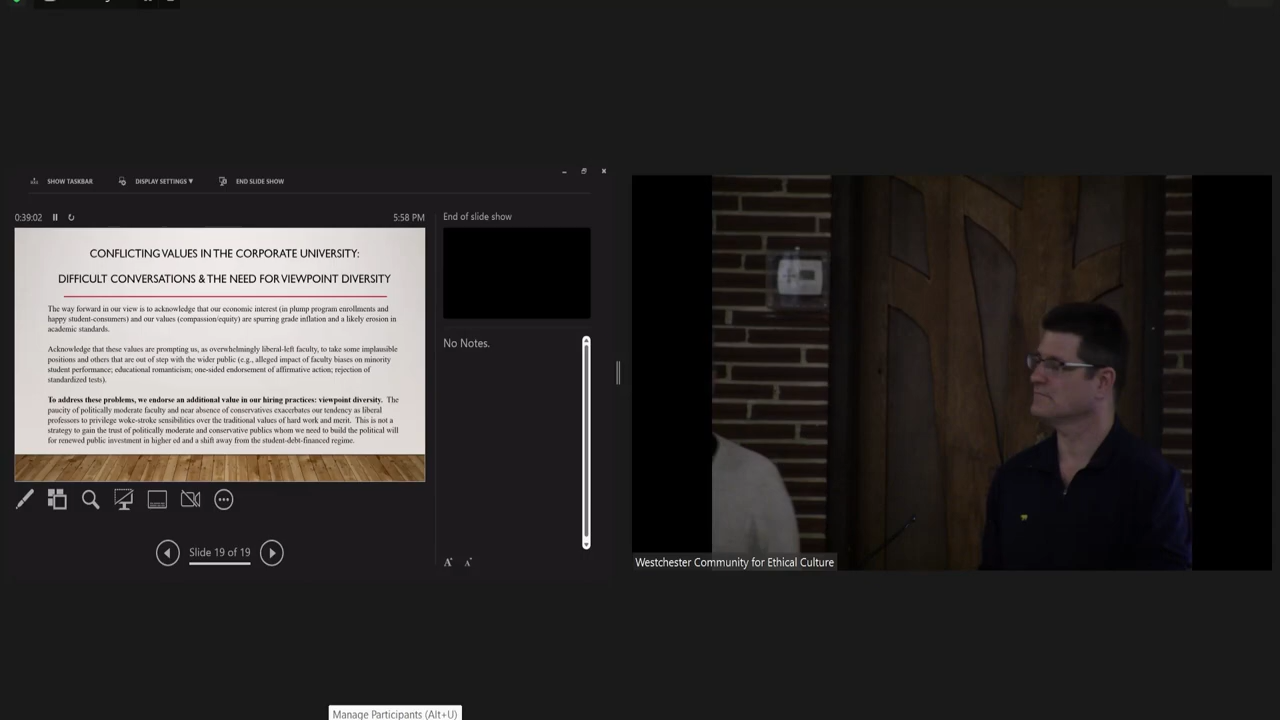 SHOW TASKBAR
DISPLAY SETTINGS ▼
END SLIDE SHOW
0:39:02
5:58 PM
End of slide show
CONFLICTING VALUES IN THE CORPORATE UNIVERSITY:
DIFFICULT CONVERSATIONS & THE NEED FOR VIEWPOINT DIVERSITY
The way forward in our view is to acknowledge that our economic interest (in plump program enrollments and
happy student-consumers) and our values (compassion/equity) are spurring grade inflation and a likely erosion in
academic standards.
Acknowledge that these values are prompting us, as overwhelmingly liberal-left faculty, to take some implausible
positions and others that are out of step with the wider public (e.g., alleged impact of faculty biases on minority
student performance; educational romanticism; one-sided endorsement of affirmative action; rejection of
standardized tests).
To address these problems, we endorse an additional value in our hiring practices: viewpoint diversity. The
paucity of politically moderate faculty and near absence of conservatives exacerbates our tendency as liberal
professors to privilege woke-stroke sensibilities over the traditional values of hard work and merit. This is not a
strategy to gain the trust of politically moderate and conservative publics whom we need to build the political will
for renewed public investment in higher ed and a shift away from the student-debt-financed regime.
No Notes.
Slide 19 of 19
A A
Westchester Community for Ethical Culture
Manage Participants (Alt+U)